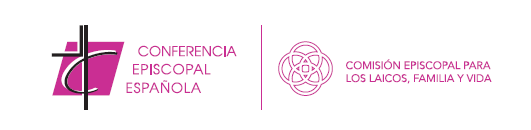 CONFERENCIA
EPISCOPAL
ESPAÑOLA
COMISIÓN EPISCOPAL PARA
LOS LAICOS, FAMILIA Y VIDA